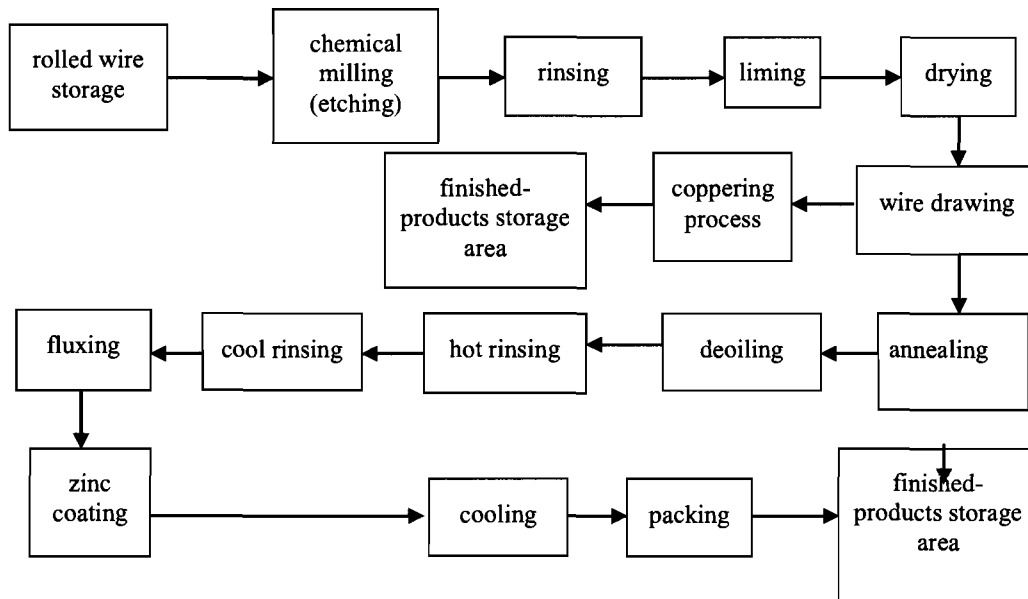 rolled wire
storage
chemical
milling
(etching)
rinsing
liming
drying
finished-
products storage
area
coppering
process
wire drawing
fluxing
cool rinsing
hot rinsing
deoiling
annealing
zinc
coating
cooling
packing
finished-
products storage
area